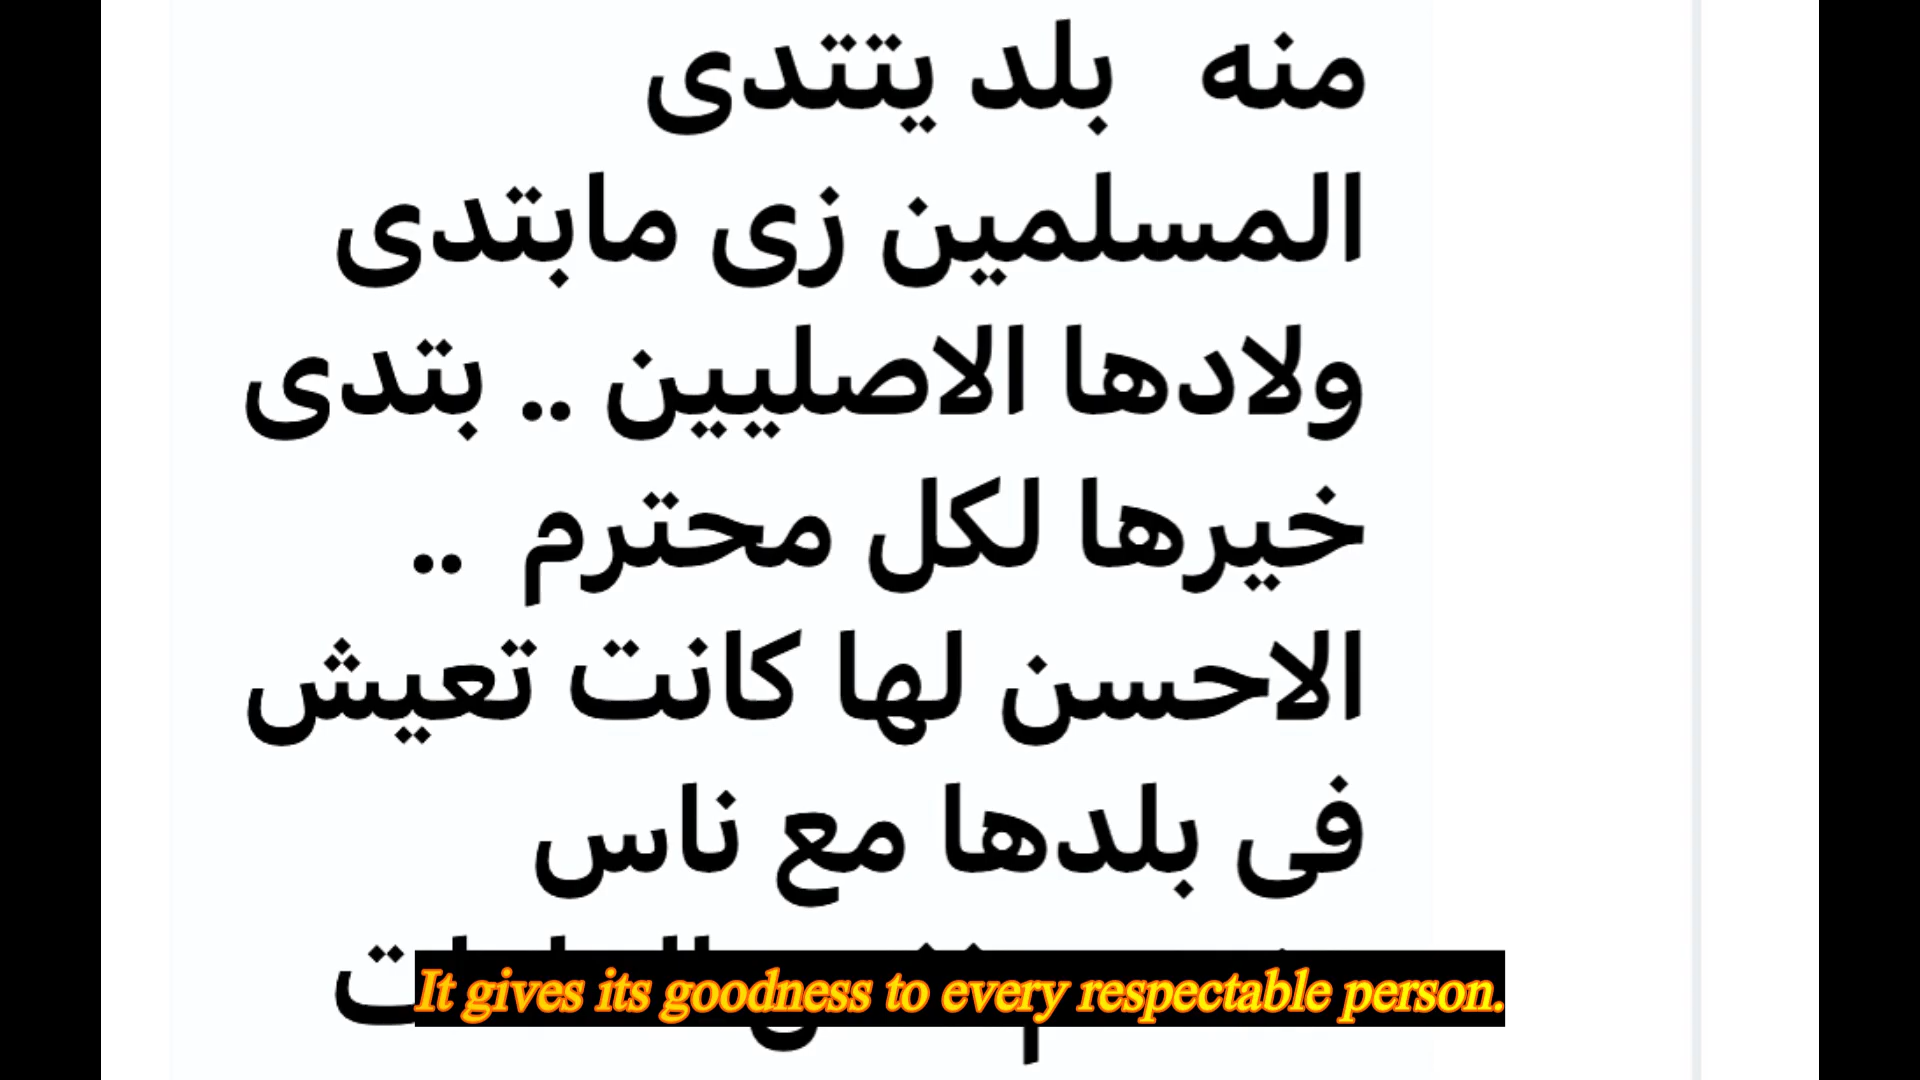 منه بلد يتتدى
المسلمين زى مابتدى
ولادها الاصليين .. بتدى
خيرها لكل محترم ..
الاحسن لها كانت تعيش
فى بلدها مع ناس
It gives its goodness to every respectable person.